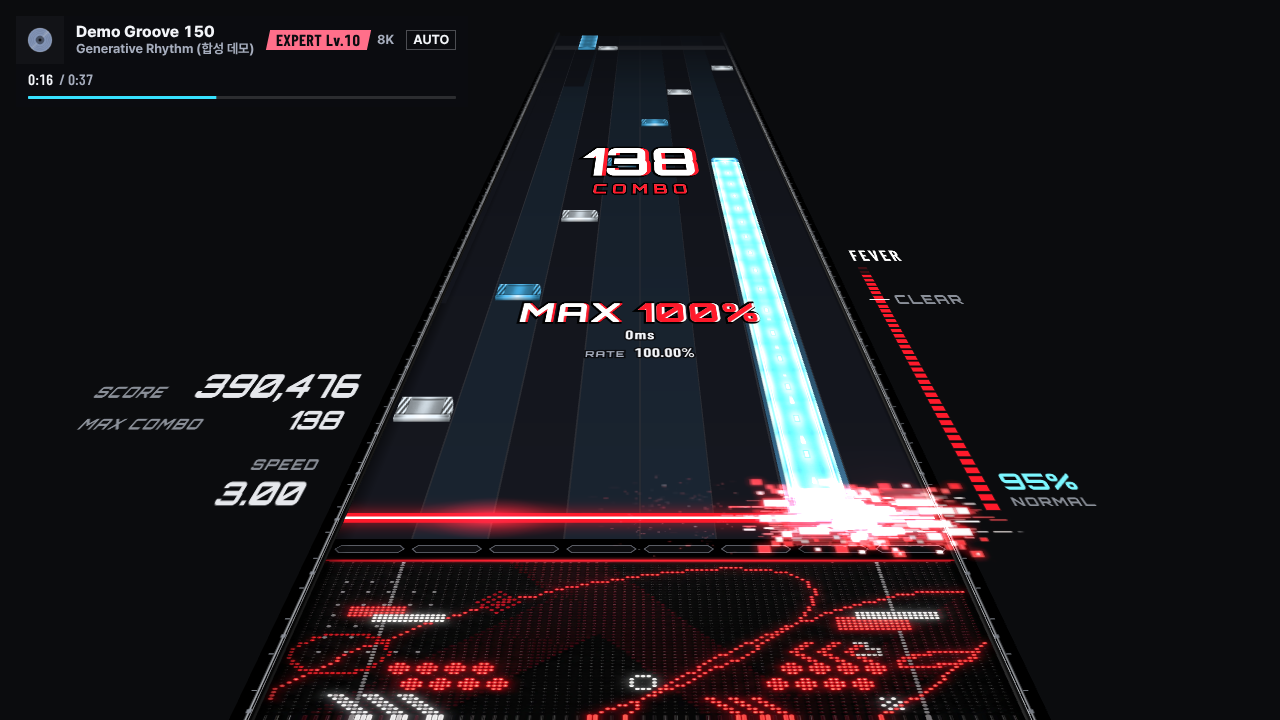 Demo Groove 150
Generative Rhythm (합성 데모)
EXPERT Lv.10
8K
AUTO
0:16 / 0:37
138
COMBO
FEVER
CLEAR
MAX 100%
0ms
RATE 100.00%
SCORE 390,476
MAX COMBO 138
SPEED
3.00
95%
NORMAL